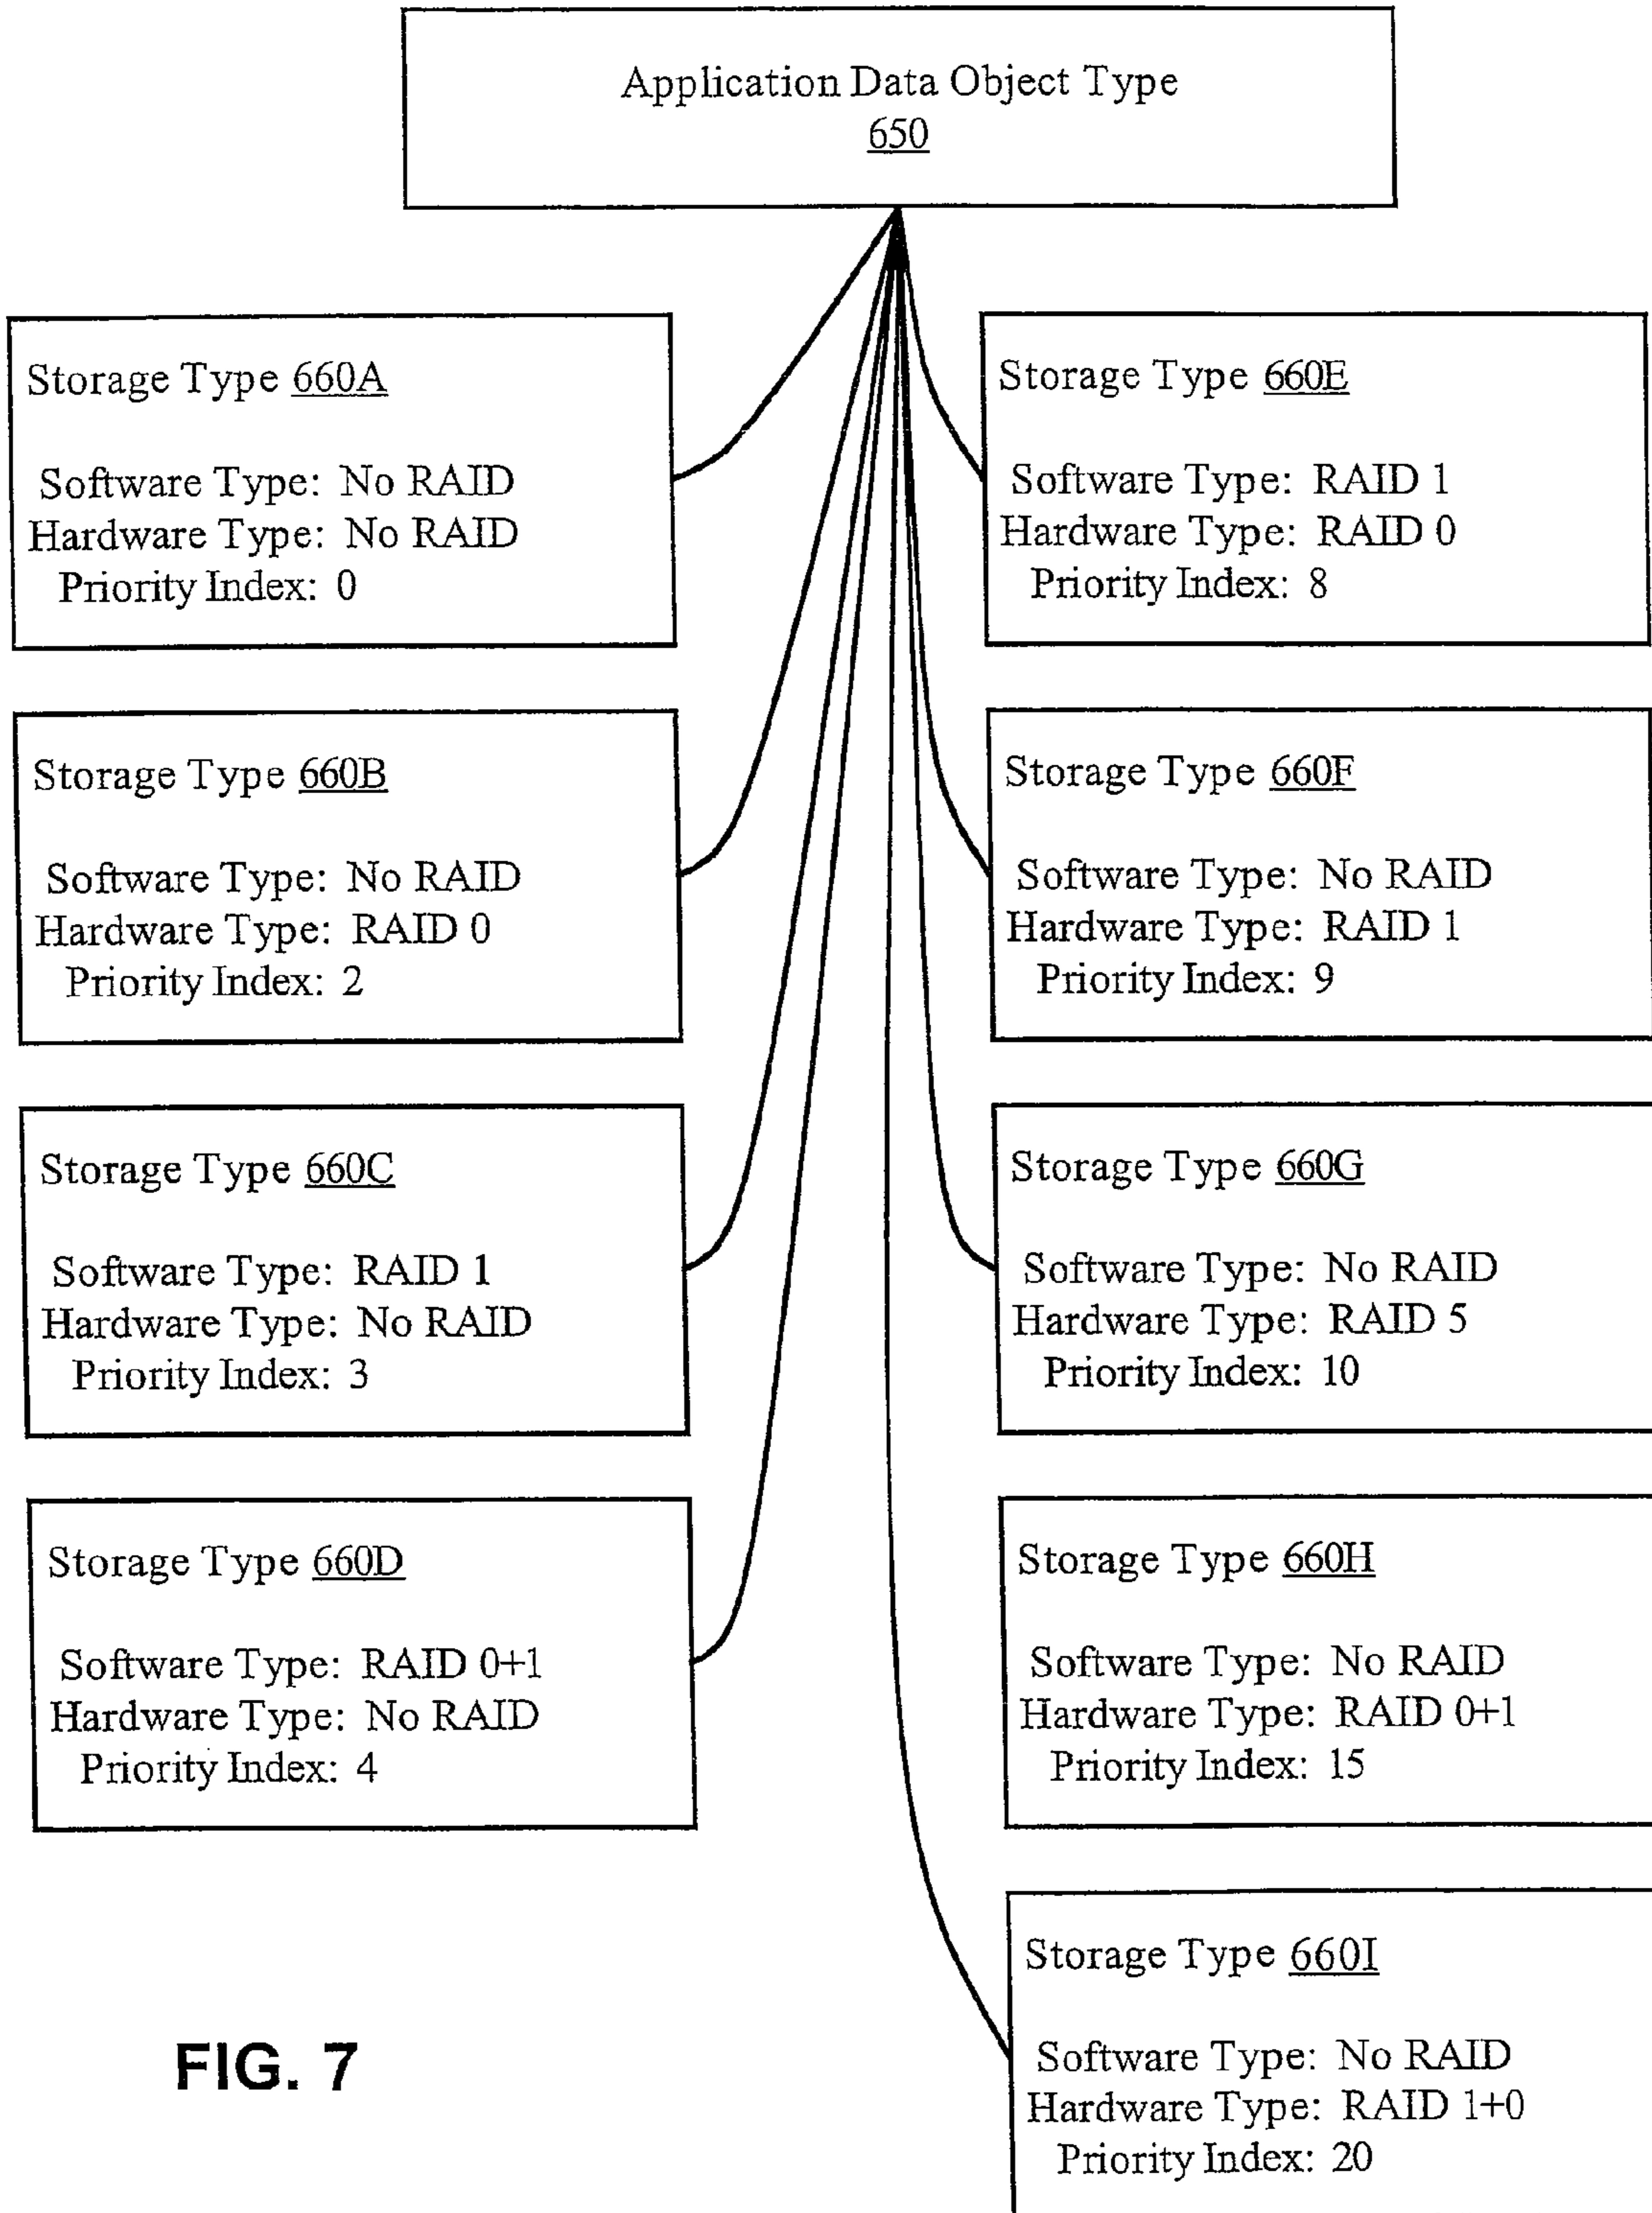 Application Data Object Type
650
Storage Type 660A
Software Type: No RAID
Hardware Type: No RAID
Priority Index: 0
Storage Type 660B
Software Type: No RAID
Hardware Type: RAID 0
Priority Index: 2
Storage Type 660C
Software Type: RAID 1
Hardware Type: No RAID
Priority Index: 3
Storage Type 660D
Software Type: RAID 0+1
Hardware Type: No RAID
Priority Index: 4
Storage Type 660E
Software Type: RAID 1
Hardware Type: RAID 0
Priority Index: 8
Storage Type 660F
Software Type: No RAID
Hardware Type: RAID 1
Priority Index: 9
Storage Type 660G
Software Type: No RAID
Hardware Type: RAID 5
Priority Index: 10
Storage Type 660H
Software Type: No RAID
Hardware Type: RAID 0+1
Priority Index: 15
Storage Type 660I
Software Type: No RAID
Hardware Type: RAID 1+0
Priority Index: 20
FIG. 7